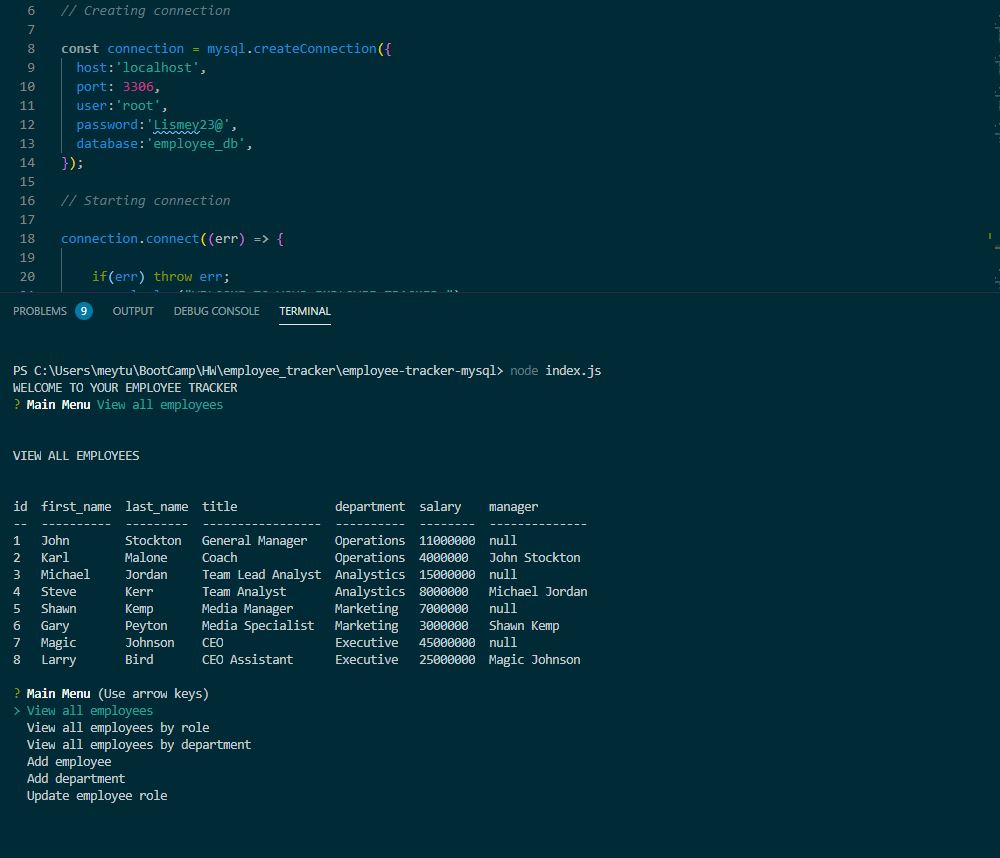 6 // Creating connection
7
8 const connection = mysql.createConnection({
9 host:'localhost',
10 port: 3306,
11 user:'root',
12 password:'Lismey23@',
13 database:'employee_db',
14 });
15
16 // Starting connection
17
18 connection.connect((err) => {
19
20 if(err) throw err;
PROBLEMS 9 OUTPUT DEBUG CONSOLE TERMINAL
PS C:\Users\meytu\BootCamp\HW\employee_tracker\employee-tracker-mysql> node index.js
WELCOME TO YOUR EMPLOYEE TRACKER
? Main Menu View all employees
VIEW ALL EMPLOYEES
id first_name last_name title department salary manager
-- ---------- --------- ----------------- ---------- -------- --------------
1 John Stockton General Manager Operations 11000000 null
2 Karl Malone Coach Operations 4000000 John Stockton
3 Michael Jordan Team Lead Analyst Analystics 15000000 null
4 Steve Kerr Team Analyst Analystics 8000000 Michael Jordan
5 Shawn Kemp Media Manager Marketing 7000000 null
6 Gary Peyton Media Specialist Marketing 3000000 Shawn Kemp
7 Magic Johnson CEO Executive 45000000 null
8 Larry Bird CEO Assistant Executive 25000000 Magic Johnson
? Main Menu (Use arrow keys)
> View all employees
View all employees by role
View all employees by department
Add employee
Add department
Update employee role